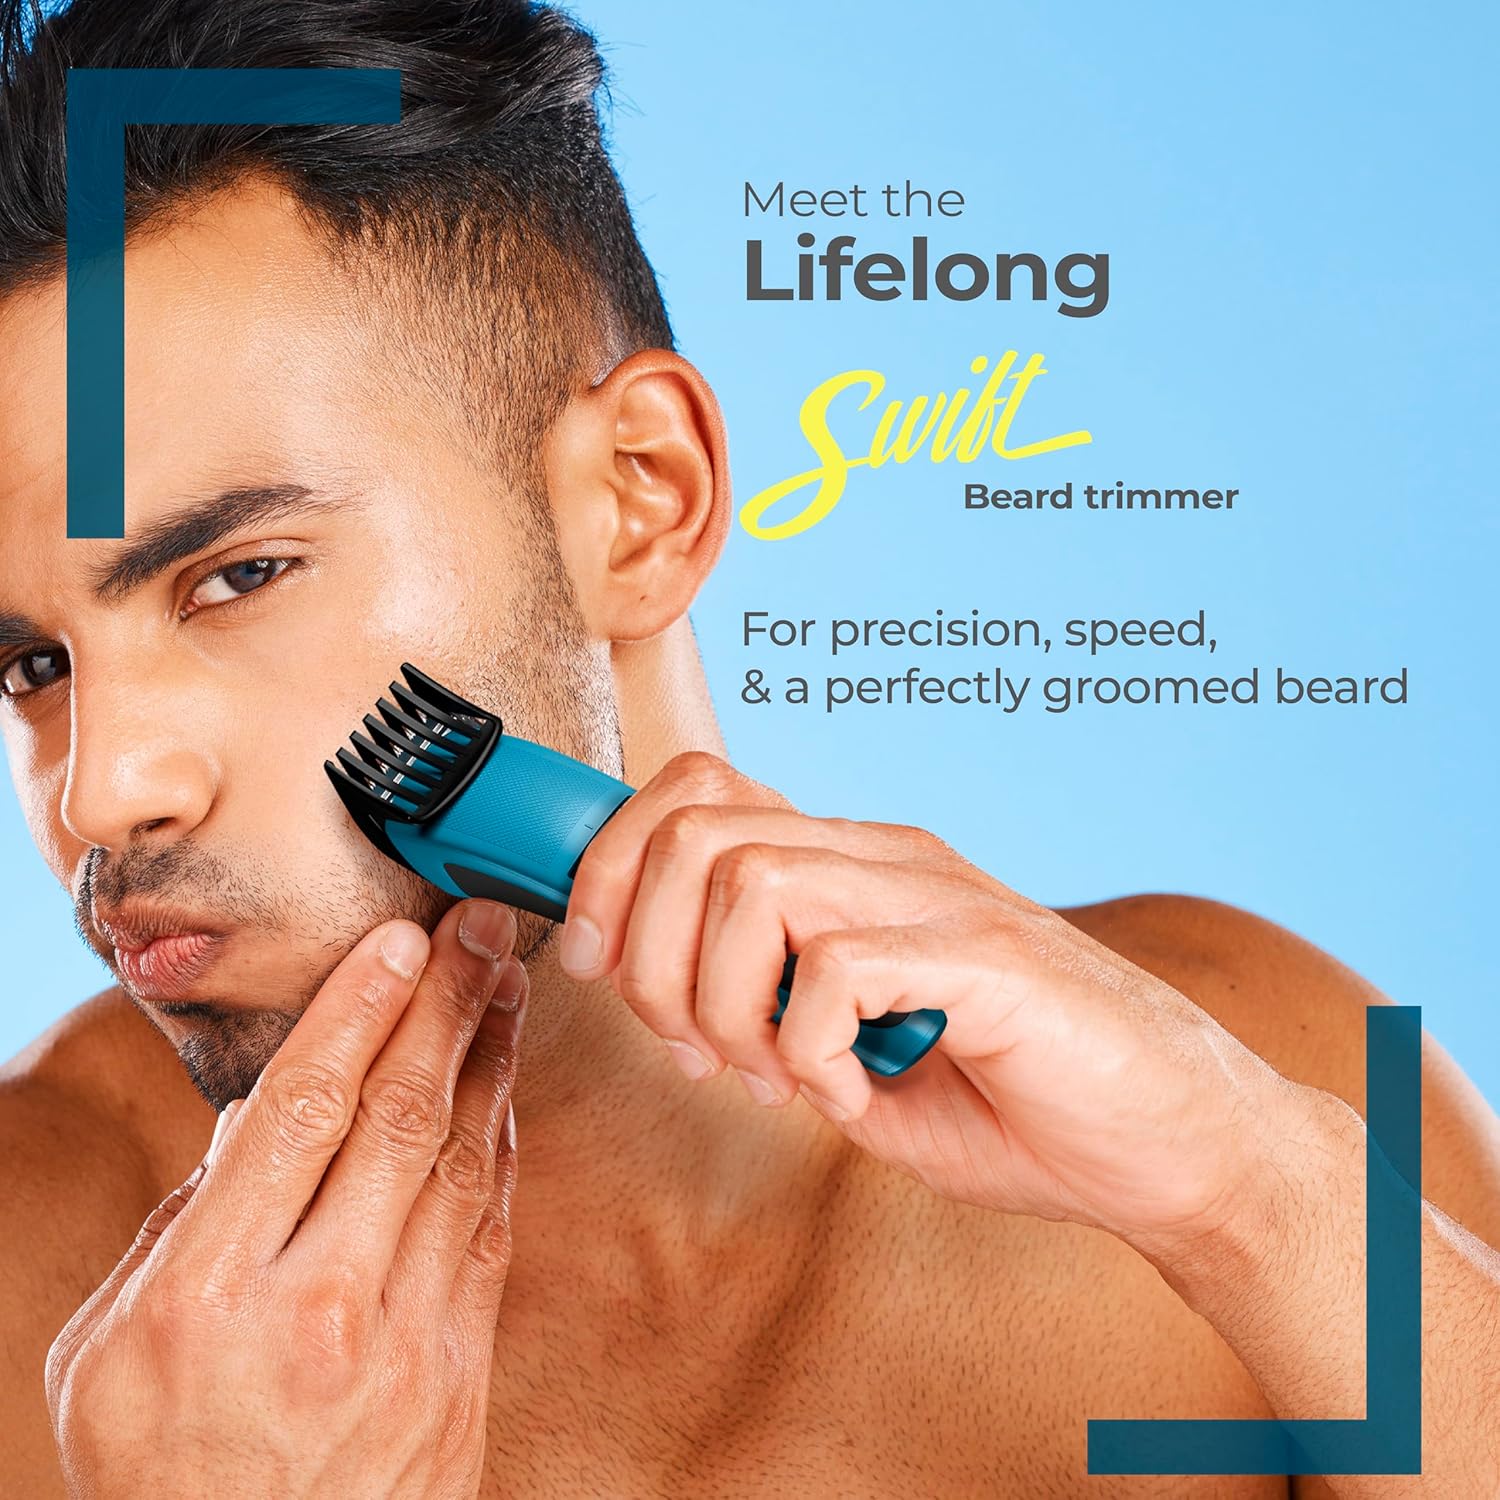 Meet the
Lifelong
Swift
Beard trimmer
For precision, speed,
& a perfectly groomed beard